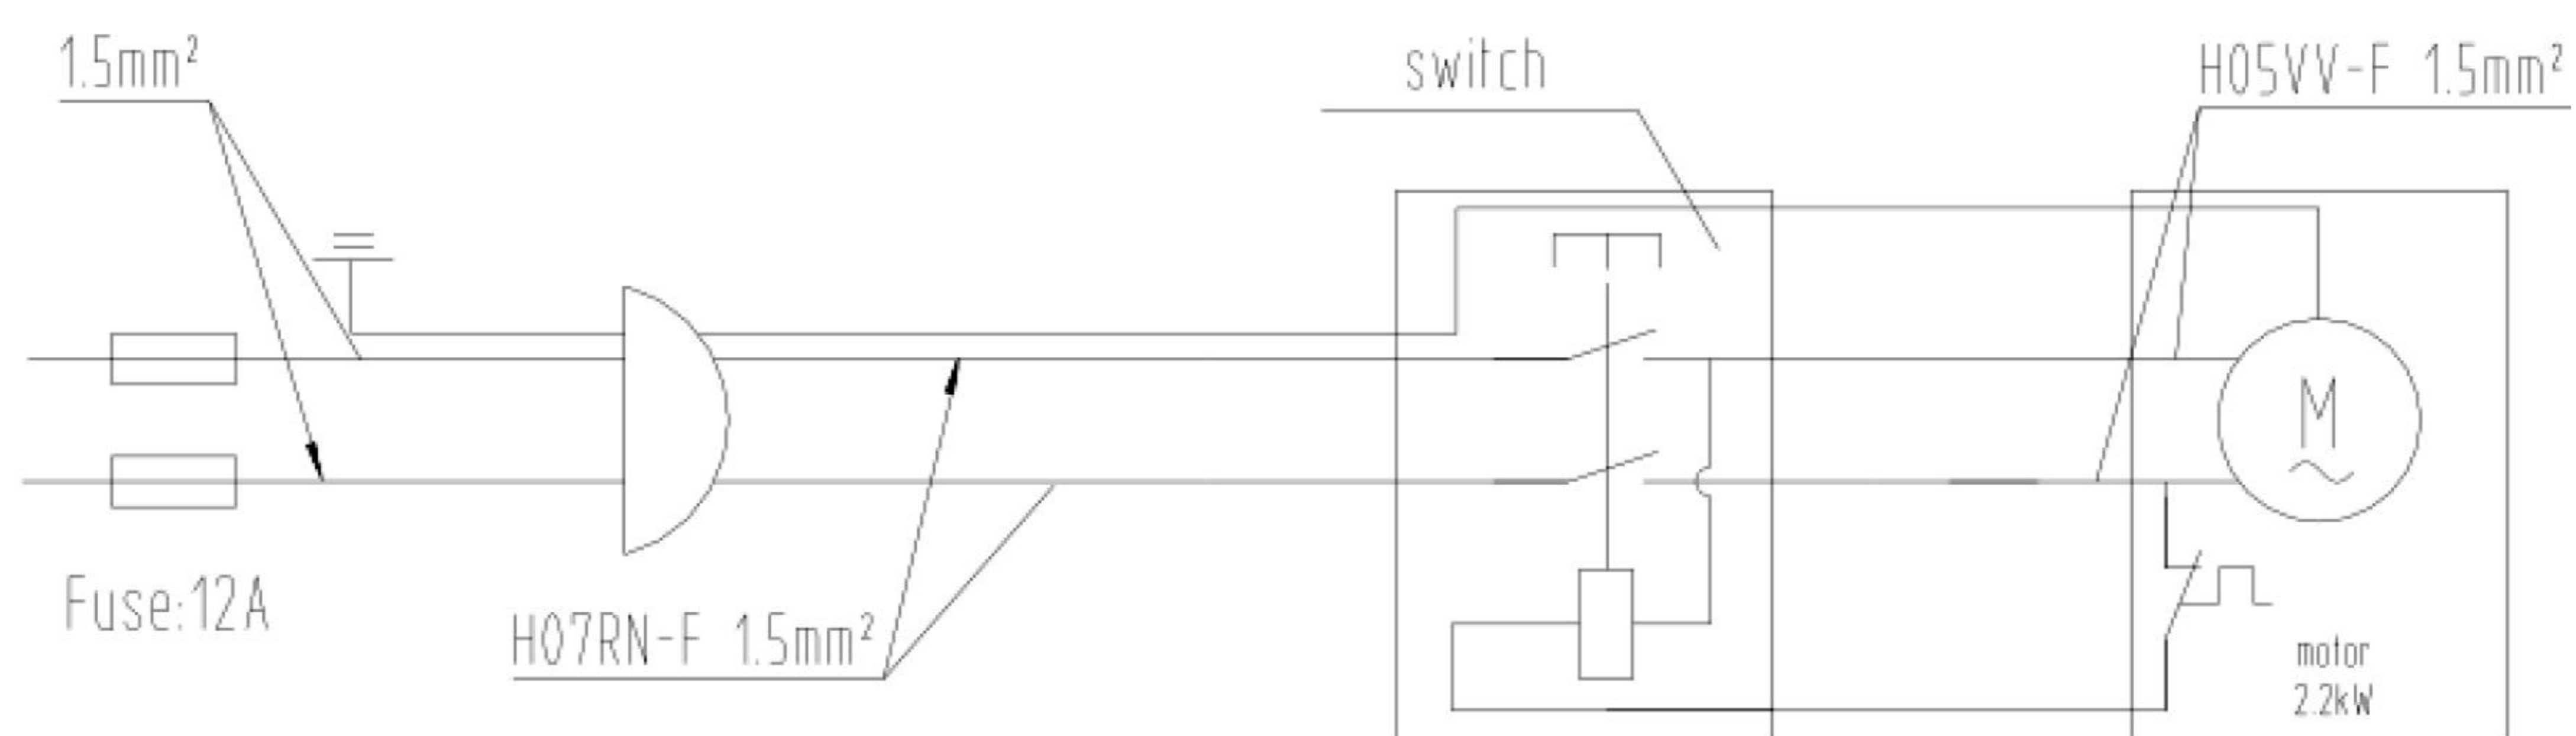 1.5mm²
switch
H05VV-F 1.5mm²
M
Fuse:12A
H07RN-F 1.5mm²
motor
2.2kW